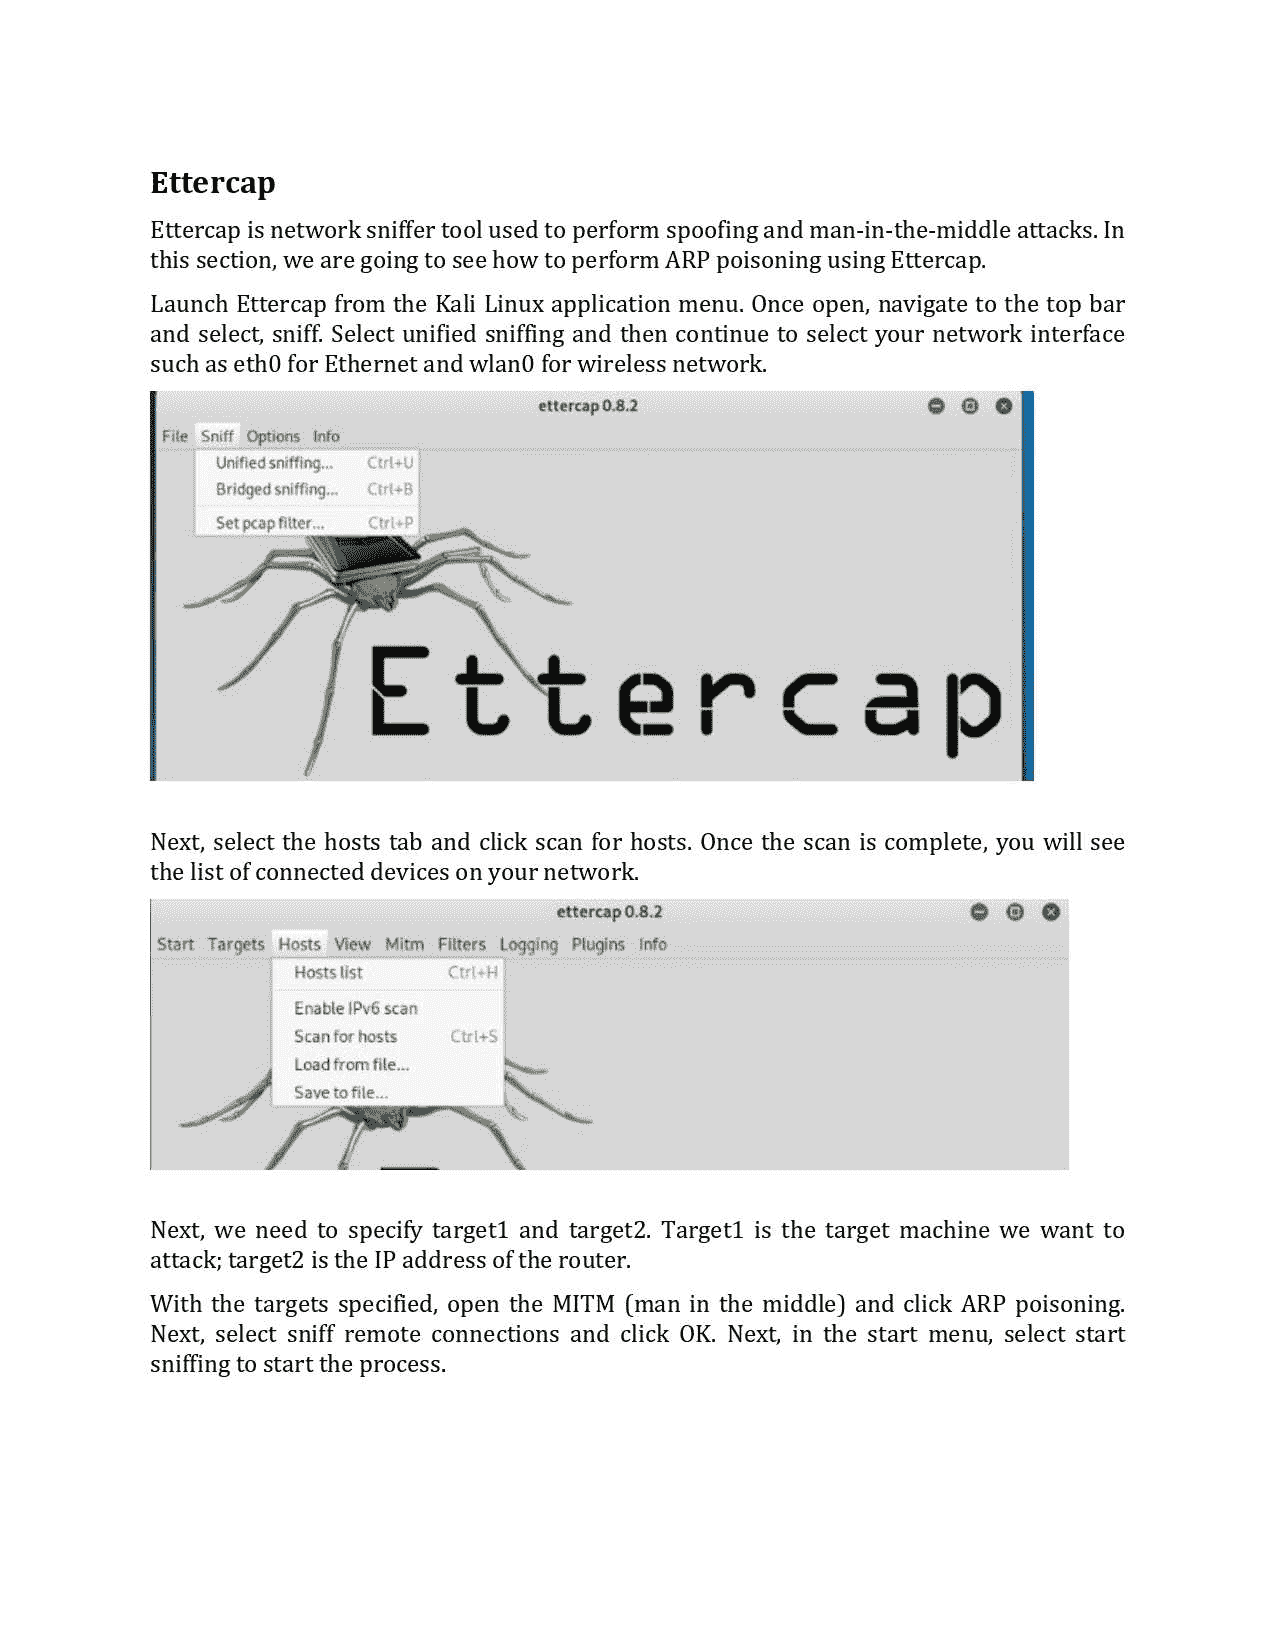 Ettercap
Ettercap is network sniffer tool used to perform spoofing and man-in-the-middle attacks. In
this section, we are going to see how to perform ARP poisoning using Ettercap.
Launch Ettercap from the Kali Linux application menu. Once open, navigate to the top bar
and select, sniff. Select unified sniffing and then continue to select your network interface
such as eth0 for Ethernet and wlan0 for wireless network.
ettercap 0.8.2
File Sniff Options Info
Unified sniffing... Ctrl+U
Bridged sniffing... Ctrl+B
Set pcap filter... Ctrl+P
Ettercap
Next, select the hosts tab and click scan for hosts. Once the scan is complete, you will see
the list of connected devices on your network.
ettercap 0.8.2
Start Targets Hosts View Mitm Filters Logging Plugins Info
Hosts list Ctrl+H
Enable IPv6 scan
Scan for hosts Ctrl+S
Load from file...
Save to file...
Next, we need to specify target1 and target2. Target1 is the target machine we want to
attack; target2 is the IP address of the router.
With the targets specified, open the MITM (man in the middle) and click ARP poisoning.
Next, select sniff remote connections and click OK. Next, in the start menu, select start
sniffing to start the process.